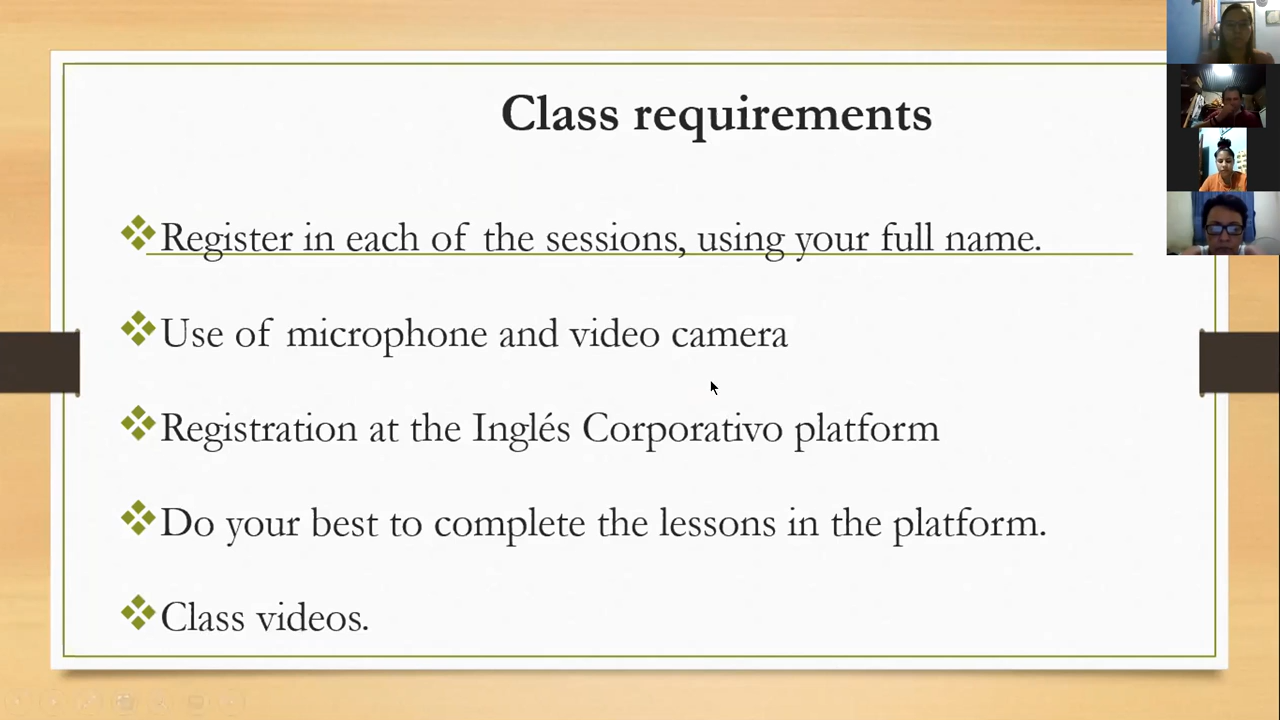 Class requirements
Register in each of the sessions, using your full name.
Use of microphone and video camera
Registration at the Inglés Corporativo platform
Do your best to complete the lessons in the platform.
Class videos.